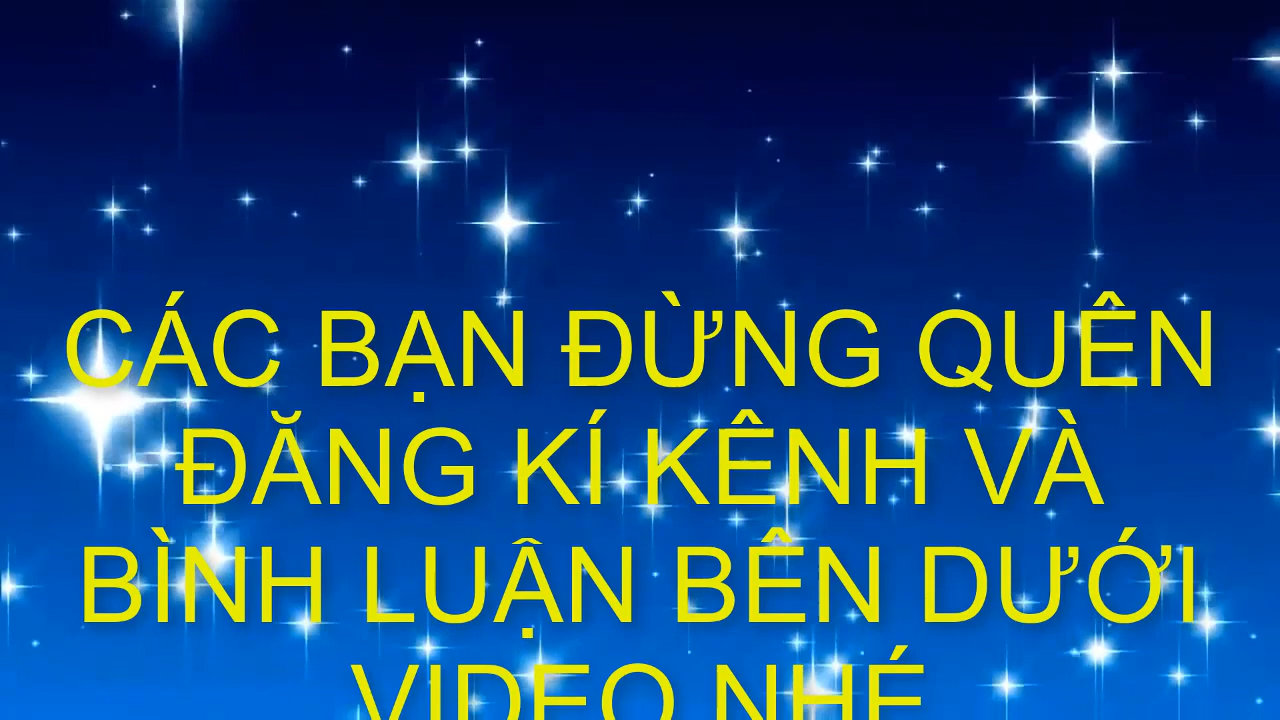 CÁC BẠN ĐỪNG QUÊN
ĐĂNG KÍ KÊNH VÀ
BÌNH LUẬN BÊN DƯỚI
VIDEO NHÉ